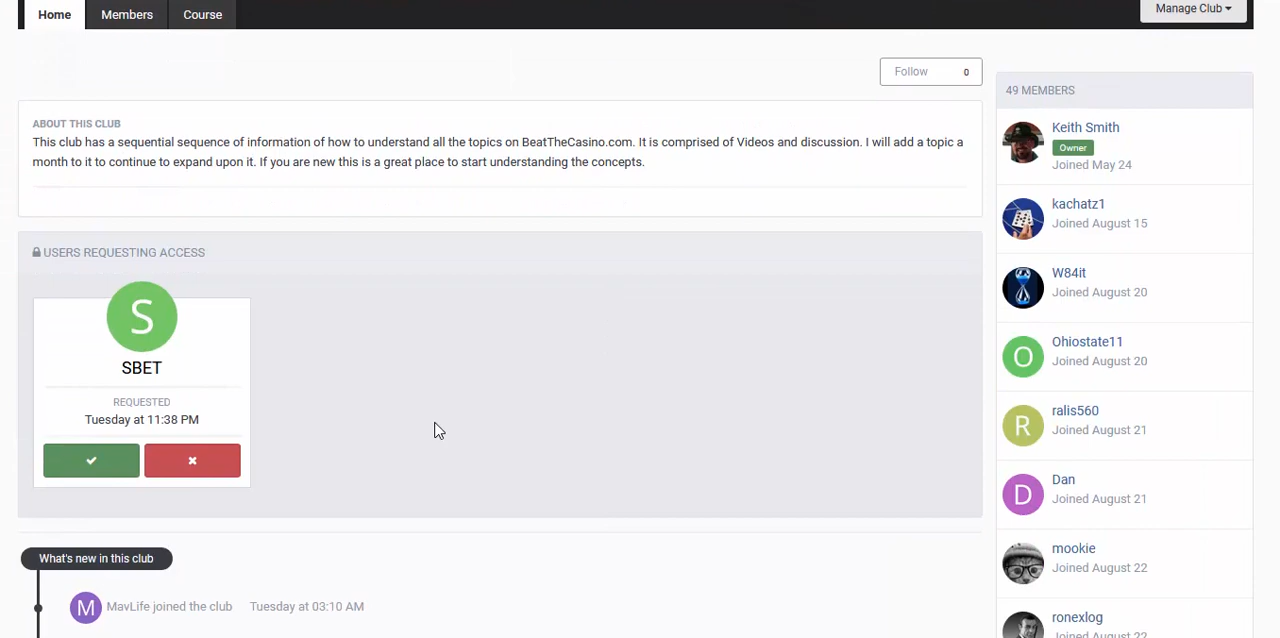 Home
Members
Course
Manage Club
Follow
0
ABOUT THIS CLUB
This club has a sequential sequence of information of how to understand all the topics on BeatTheCasino.com. It is comprised of Videos and discussion. I will add a topic a
month to it to continue to expand upon it. If you are new this is a great place to start understanding the concepts.
USERS REQUESTING ACCESS
S
SBET
REQUESTED
Tuesday at 11:38 PM
What's new in this club
M
MavLife joined the club
Tuesday at 03:10 AM
49 MEMBERS
Keith Smith
Owner
Joined May 24
kachatz1
Joined August 15
W84it
Joined August 20
O
Ohiostate11
Joined August 20
R
ralis560
Joined August 21
D
Dan
Joined August 21
mookie
Joined August 22
ronexlog
Joined August 22